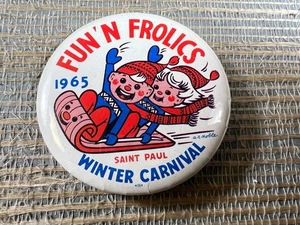 FUN 'N FROLICS
1965
SAINT PAUL
WINTER CARNIVAL